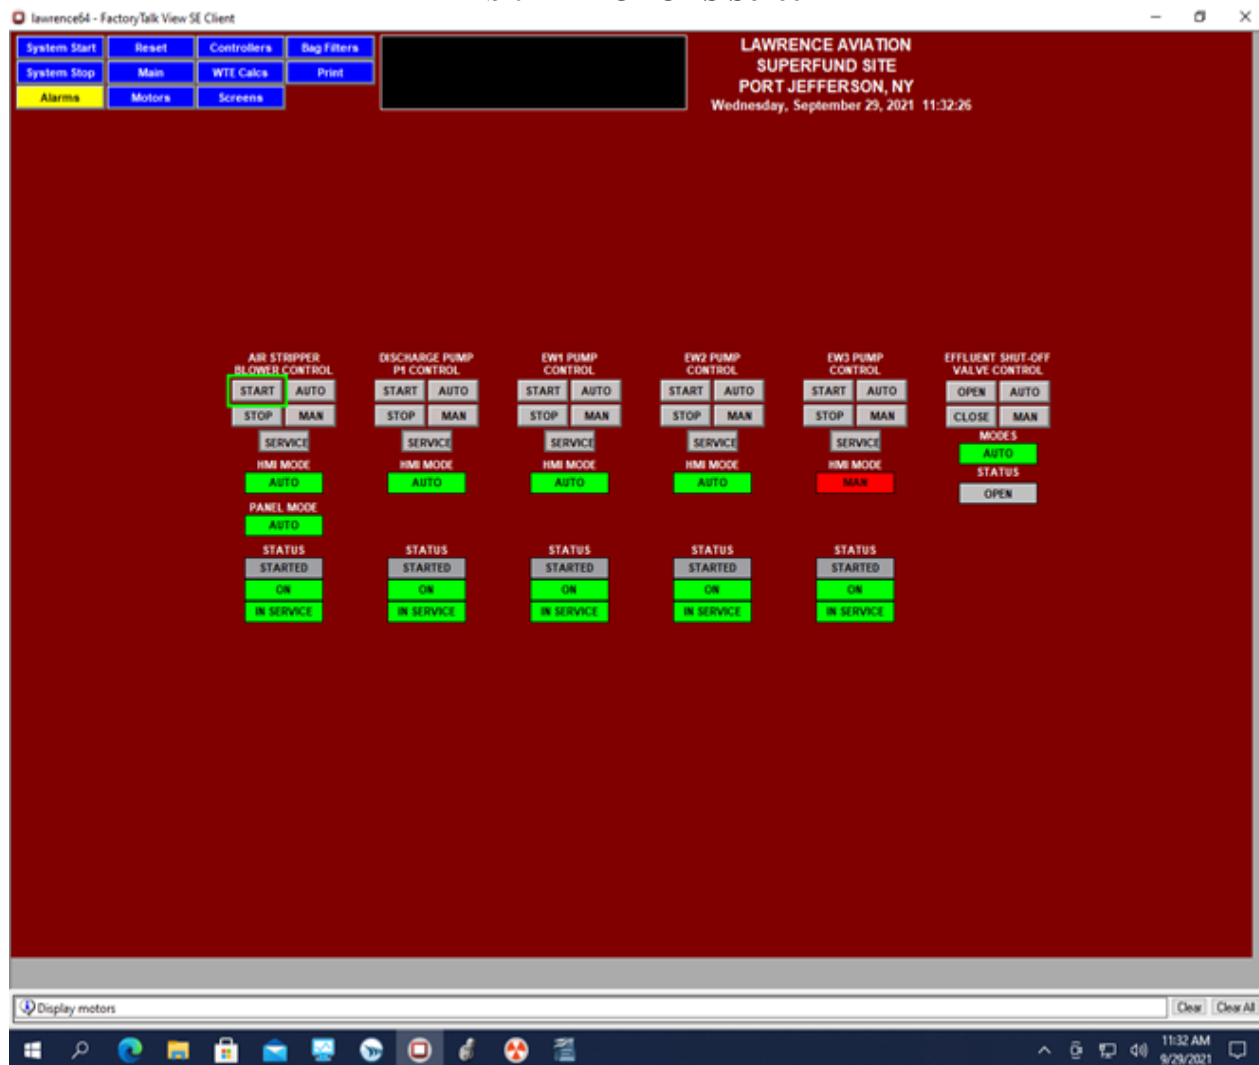 lawrence64 - FactoryTalk View SE Client
System Start Reset Controllers Bag Filters
System Stop Main WTE Calcs Print
Alarms Motors Screens
LAWRENCE AVIATION
SUPERFUND SITE
PORT JEFFERSON, NY
Wednesday, September 29, 2021 11:32:26
AIR STRIPPER DISCHARGE PUMP EW1 PUMP EW2 PUMP EW3 PUMP EFFLUENT SHUT-OFF
BLOWER CONTROL P1 CONTROL CONTROL CONTROL CONTROL VALVE CONTROL
START AUTO START AUTO START AUTO START AUTO START AUTO OPEN AUTO
STOP MAN STOP MAN STOP MAN STOP MAN STOP MAN CLOSE MAN
SERVICE SERVICE SERVICE SERVICE SERVICE MODES
AUTO
HMI MODE HMI MODE HMI MODE HMI MODE HMI MODE STATUS
AUTO AUTO AUTO AUTO MAN OPEN
PANEL MODE
AUTO
STATUS STATUS STATUS STATUS STATUS
STARTED STARTED STARTED STARTED STARTED
ON ON ON ON ON
IN SERVICE IN SERVICE IN SERVICE IN SERVICE IN SERVICE
Display motors Clear Clear All
11:32 AM
9/29/2021